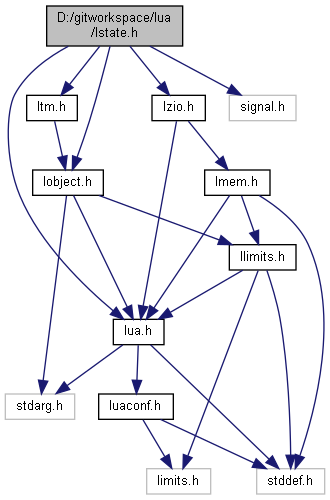 D:/gitworkspace/lua
/lstate.h
ltm.h
lzio.h
signal.h
lobject.h
lmem.h
llimits.h
lua.h
stdarg.h
luaconf.h
limits.h
stddef.h